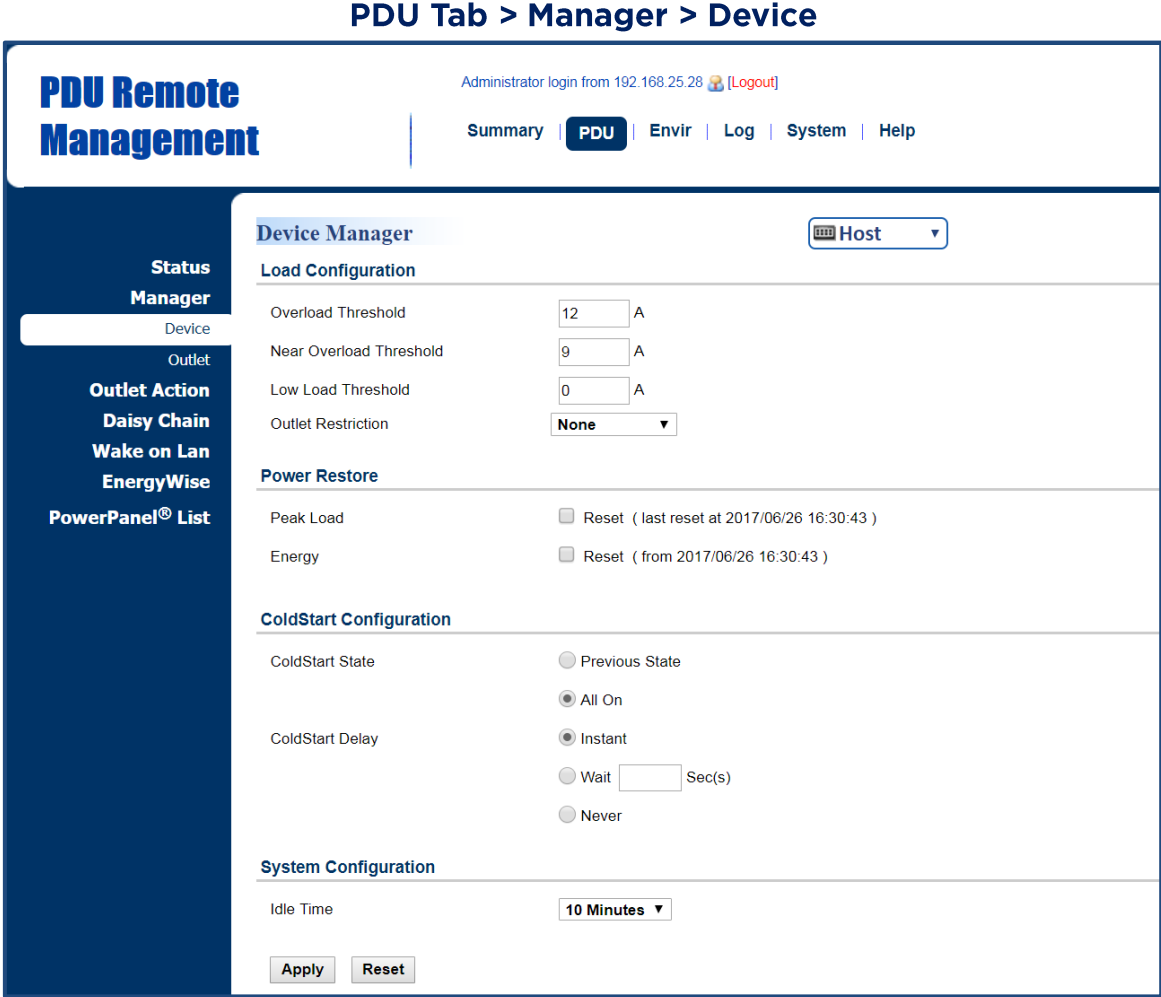 PDU Tab > Manager > Device
PDU Remote
Management
Administrator login from 192.168.25.28 [Logout]
Summary | PDU | Envir | Log | System | Help
Status
Manager
Device
Outlet
Outlet Action
Daisy Chain
Wake on Lan
EnergyWise
PowerPanel® List
Device Manager
Host
Load Configuration
Overload Threshold 12 A
Near Overload Threshold 9 A
Low Load Threshold 0 A
Outlet Restriction None
Power Restore
Peak Load Reset ( last reset at 2017/06/26 16:30:43 )
Energy Reset ( from 2017/06/26 16:30:43 )
ColdStart Configuration
ColdStart State Previous State
All On
ColdStart Delay Instant
Wait Sec(s)
Never
System Configuration
Idle Time 10 Minutes
Apply Reset